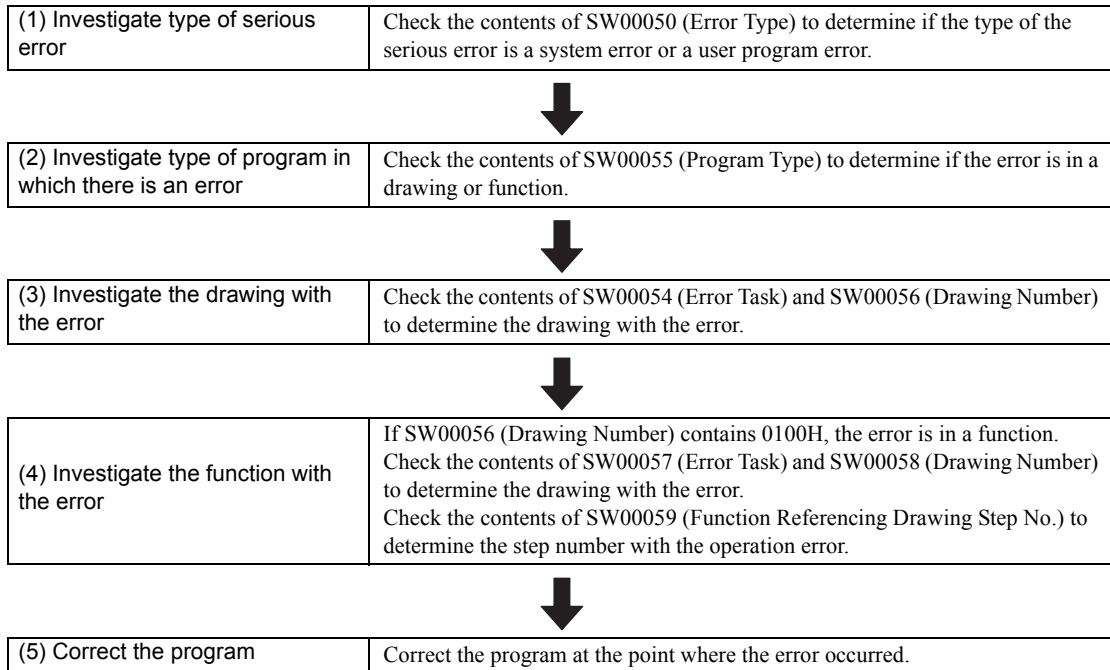 (1) Investigate type of serious
error
Check the contents of SW00050 (Error Type) to determine if the type of the
serious error is a system error or a user program error.
(2) Investigate type of program in
which there is an error
Check the contents of SW00055 (Program Type) to determine if the error is in a
drawing or function.
(3) Investigate the drawing with
the error
Check the contents of SW00054 (Error Task) and SW00056 (Drawing Number)
to determine the drawing with the error.
(4) Investigate the function with
the error
If SW00056 (Drawing Number) contains 0100H, the error is in a function.
Check the contents of SW00057 (Error Task) and SW00058 (Drawing Number)
to determine the drawing with the error.
Check the contents of SW00059 (Function Referencing Drawing Step No.) to
determine the step number with the operation error.
(5) Correct the program
Correct the program at the point where the error occurred.